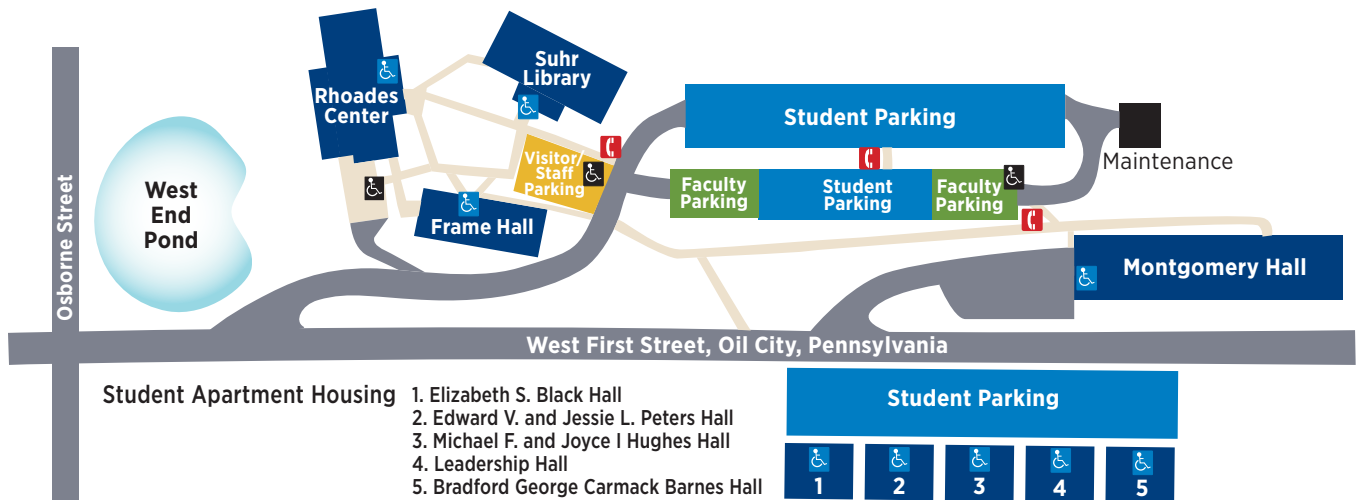 Suhr
Library
Rhoades
Center
Student Parking
Maintenance
Visitor/
Staff
Parking
Faculty
Parking
Student
Parking
Faculty
Parking
West
End
Pond
Osborne Street
Frame Hall
Montgomery Hall
West First Street, Oil City, Pennsylvania
Student Apartment Housing
1. Elizabeth S. Black Hall
2. Edward V. and Jessie L. Peters Hall
3. Michael F. and Joyce I Hughes Hall
4. Leadership Hall
5. Bradford George Carmack Barnes Hall
Student Parking
1 2 3 4 5